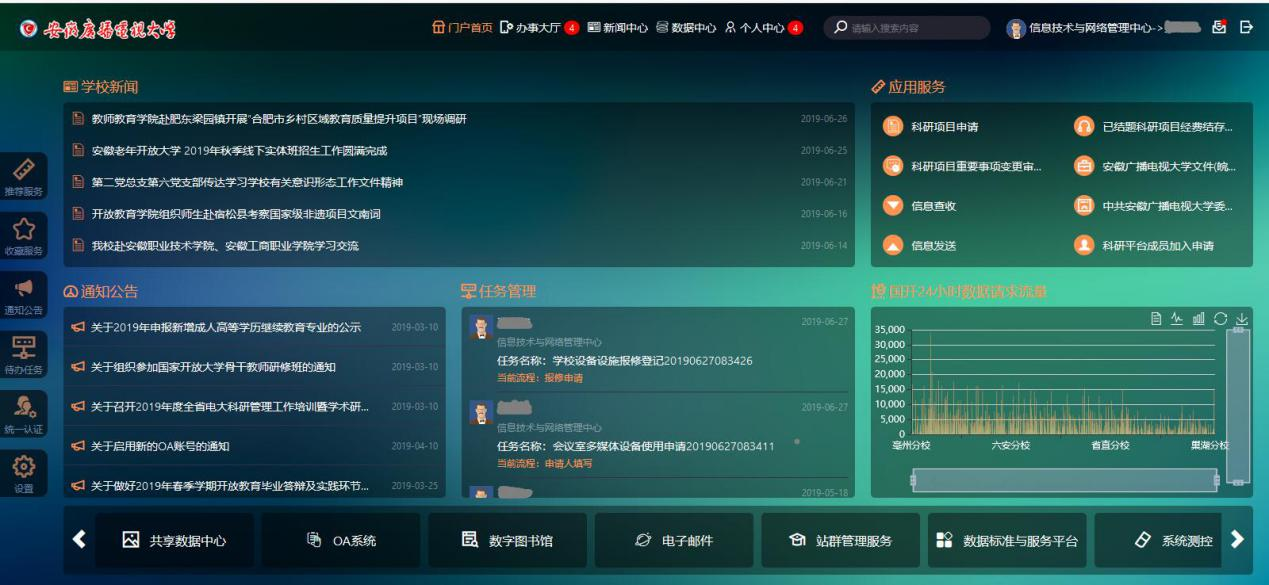 安徽广播电视大学
门户首页 办事大厅 4 新闻中心 数据中心 个人中心 4 请输入搜索内容 信息技术与网络管理中心->
学校新闻
教师教育学院赴肥东梁园镇开展"合肥市乡村区域教育质量提升项目"现场调研 2019-06-26
安徽老年开放大学 2019年秋季线下实体班招生工作圆满完成 2019-06-25
第二党总支第六党支部传达学习学校有关意识形态工作文件精神 2019-06-21
开放教育学院组织师生赴宿松县考察国家级非遗项目文南词 2019-06-16
我校赴安徽职业技术学院、安徽工商职业学院学习交流 2019-06-14
应用服务
科研项目申请 已结题科研项目经费结存...
科研项目重要事项变更审... 安徽广播电视大学文件(皖...
信息查收 中共安徽广播电视大学委...
信息发送 科研平台成员加入申请
推荐服务
收藏服务
通知公告
待办任务
统一认证
设置
通知公告
关于2019年申报新增成人高等学历继续教育专业的公示 2019-03-10
关于组织参加国家开放大学骨干教师研修班的通知 2019-03-10
关于召开2019年度全省电大科研管理工作培训暨学术研... 2019-03-10
关于启用新的OA账号的通知 2019-04-10
关于做好2019年春季学期开放教育毕业答辩及实践环节... 2019-03-25
任务管理
2019-06-27
信息技术与网络管理中心
任务名称：学校设备设施报修登记20190627083426
当前流程：报修申请
2019-06-27
信息技术与网络管理中心
任务名称：会议室多媒体设备使用申请20190627083411
当前流程：申请人填写
2019-05-18
国开24小时数据请求流量
35,000
30,000
25,000
20,000
15,000
10,000
5,000
0
亳州分校 六安分校 省直分校 巢湖分校
共享数据中心 OA系统 数字图书馆 电子邮件 站群管理服务 数据标准与服务平台 系统测控